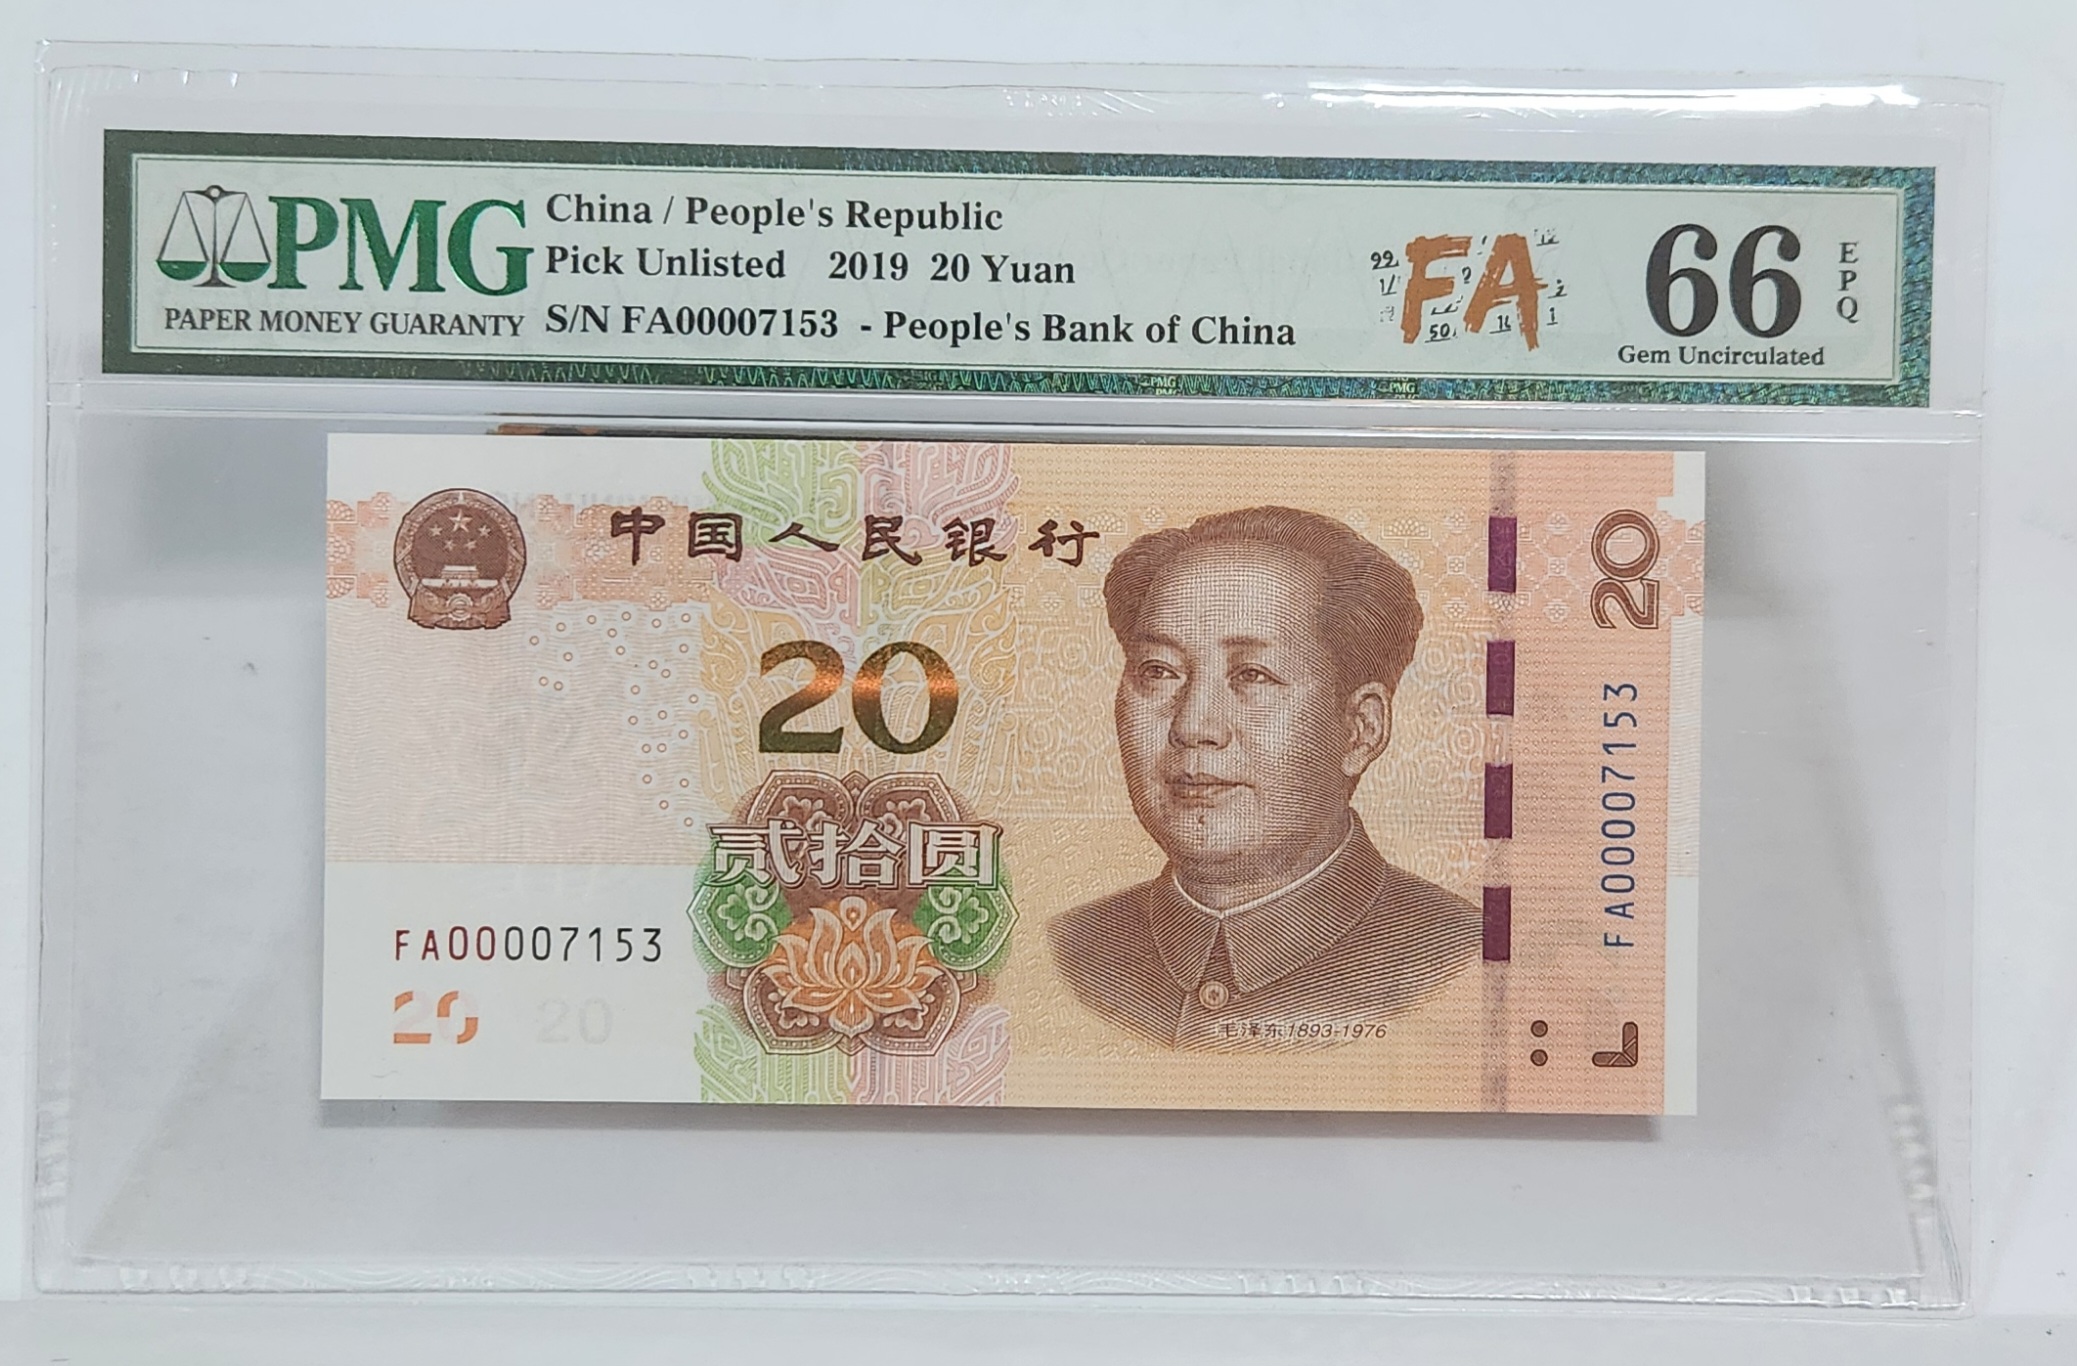 PMG
PAPER MONEY GUARANTY
China / People's Republic
Pick Unlisted 2019 20 Yuan
S/N FA00007153 - People's Bank of China
FA
66
EPQ
Gem Uncirculated
中国人民银行
20
20
贰拾圆
FA00007153
FA00007153
20 20
毛泽东1893-1976